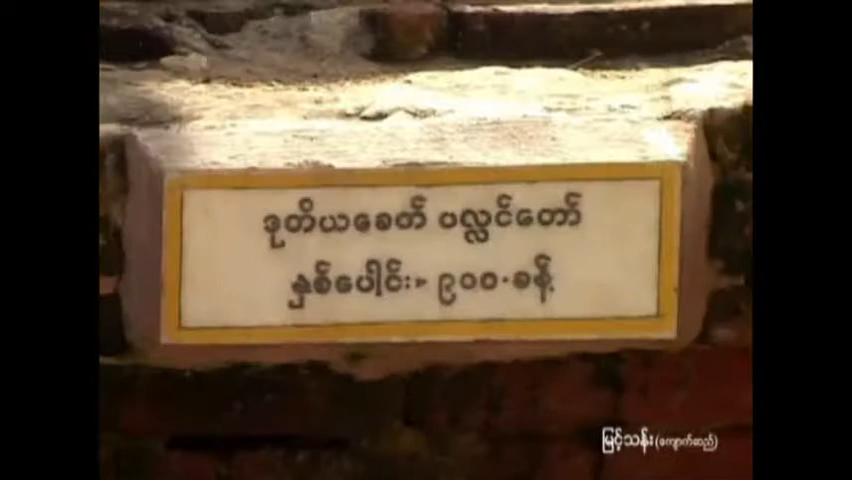 ဒုတိယခေတ် ပလ္လင်တော်
နှစ်ပေါင်း-၉၀၀-ခန့်
မြင့်သန်း(ကျောက်ဆည်)